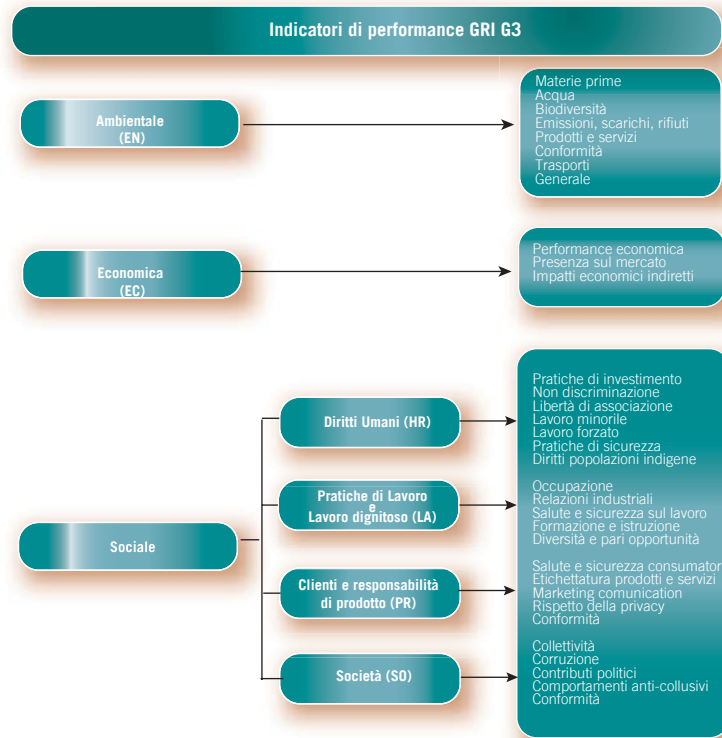 Indicatori di performance GRI G3
Ambientale
(EN)
Materie prime
Acqua
Biodiversità
Emissioni, scarichi, rifiuti
Prodotti e servizi
Conformità
Trasporti
Generale
Economica
(EC)
Performance economica
Presenza sul mercato
Impatti economici indiretti
Sociale
Diritti Umani (HR)
Pratiche di investimento
Non discriminazione
Libertà di associazione
Lavoro minorile
Lavoro forzato
Pratiche di sicurezza
Diritti popolazioni indigene
Pratiche di Lavoro
e
Lavoro dignitoso (LA)
Occupazione
Relazioni industriali
Salute e sicurezza sul lavoro
Formazione e istruzione
Diversità e pari opportunità
Clienti e responsabilità
di prodotto (PR)
Salute e sicurezza consumator
Etichettatura prodotti e servizi
Marketing comunication
Rispetto della privacy
Conformità
Società (SO)
Collettività
Corruzione
Contributi politici
Comportamenti anti-collusivi
Conformità